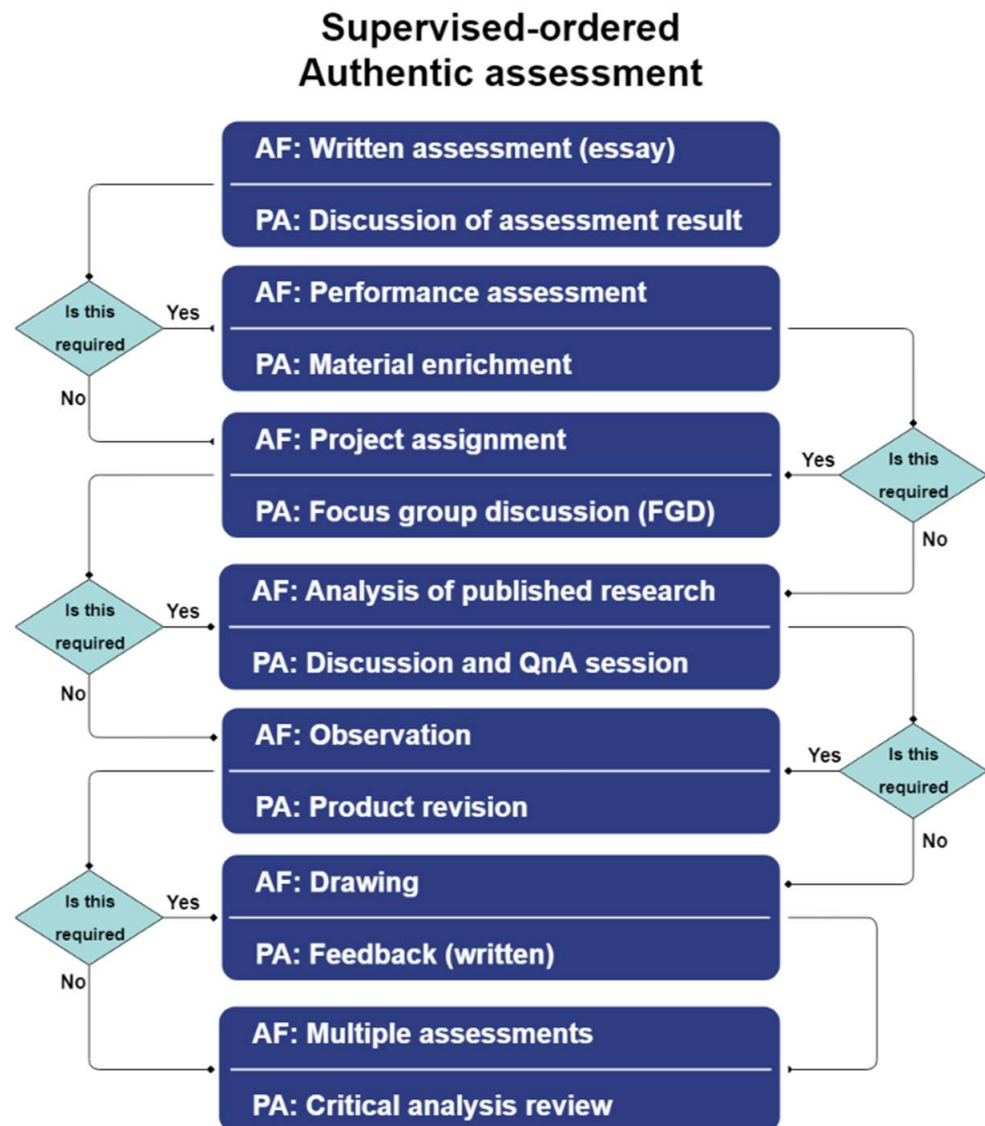 Supervised-ordered
Authentic assessment
AF: Written assessment (essay)
PA: Discussion of assessment result
Is this
required
Yes
No
AF: Performance assessment
PA: Material enrichment
AF: Project assignment
PA: Focus group discussion (FGD)
Yes
Is this
required
No
AF: Analysis of published research
PA: Discussion and QnA session
Is this
required
Yes
No
AF: Observation
PA: Product revision
Yes
Is this
required
No
AF: Drawing
PA: Feedback (written)
Is this
required
Yes
No
AF: Multiple assessments
PA: Critical analysis review